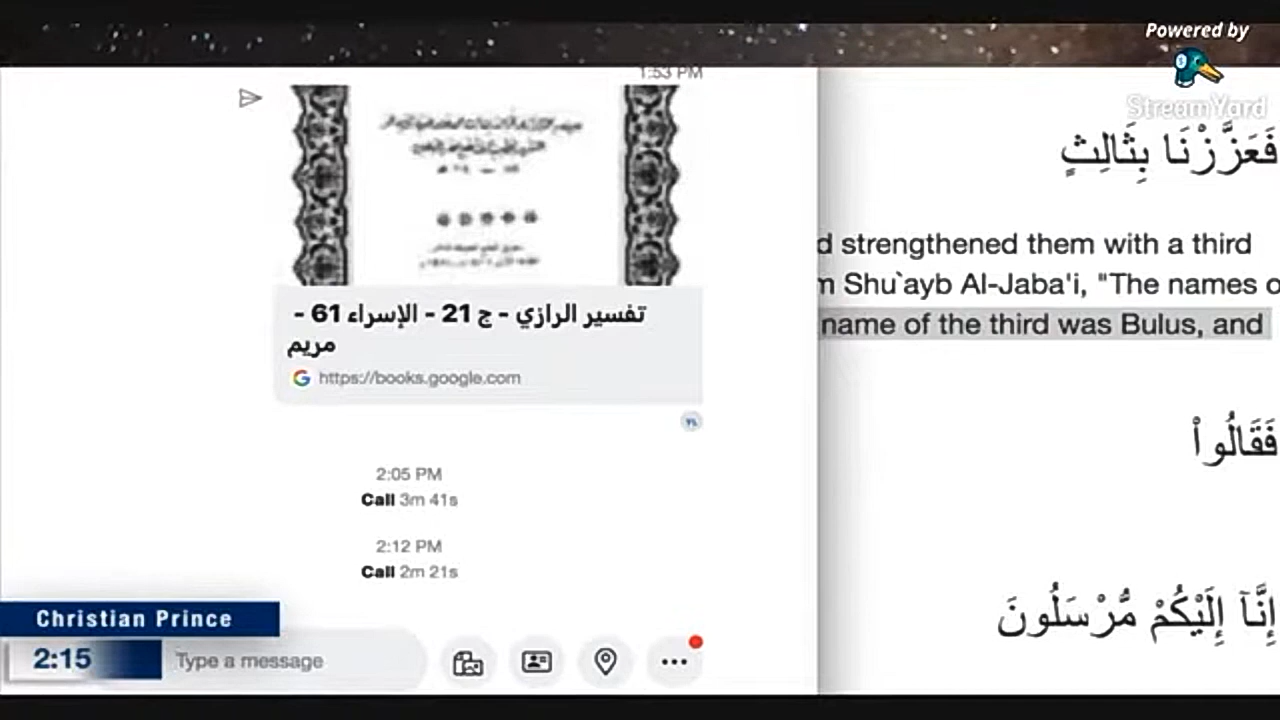 Powered by
StreamYard
1:53 PM
تفسير الرازي - ج 21 - الإسراء 61 -
مريم
https://books.google.com
2:05 PM
Call 3m 41s
2:12 PM
Call 2m 21s
Christian Prince
2:15
Type a message
فَعَزَّزْنَا بِثَالِثٍ
d strengthened them with a third
m Shu`ayb Al-Jaba'i, "The names o
name of the third was Bulus, and
فَقَالُواْ
إِنَّآ إِلَيْكُمْ مُّرْسَلُونَ